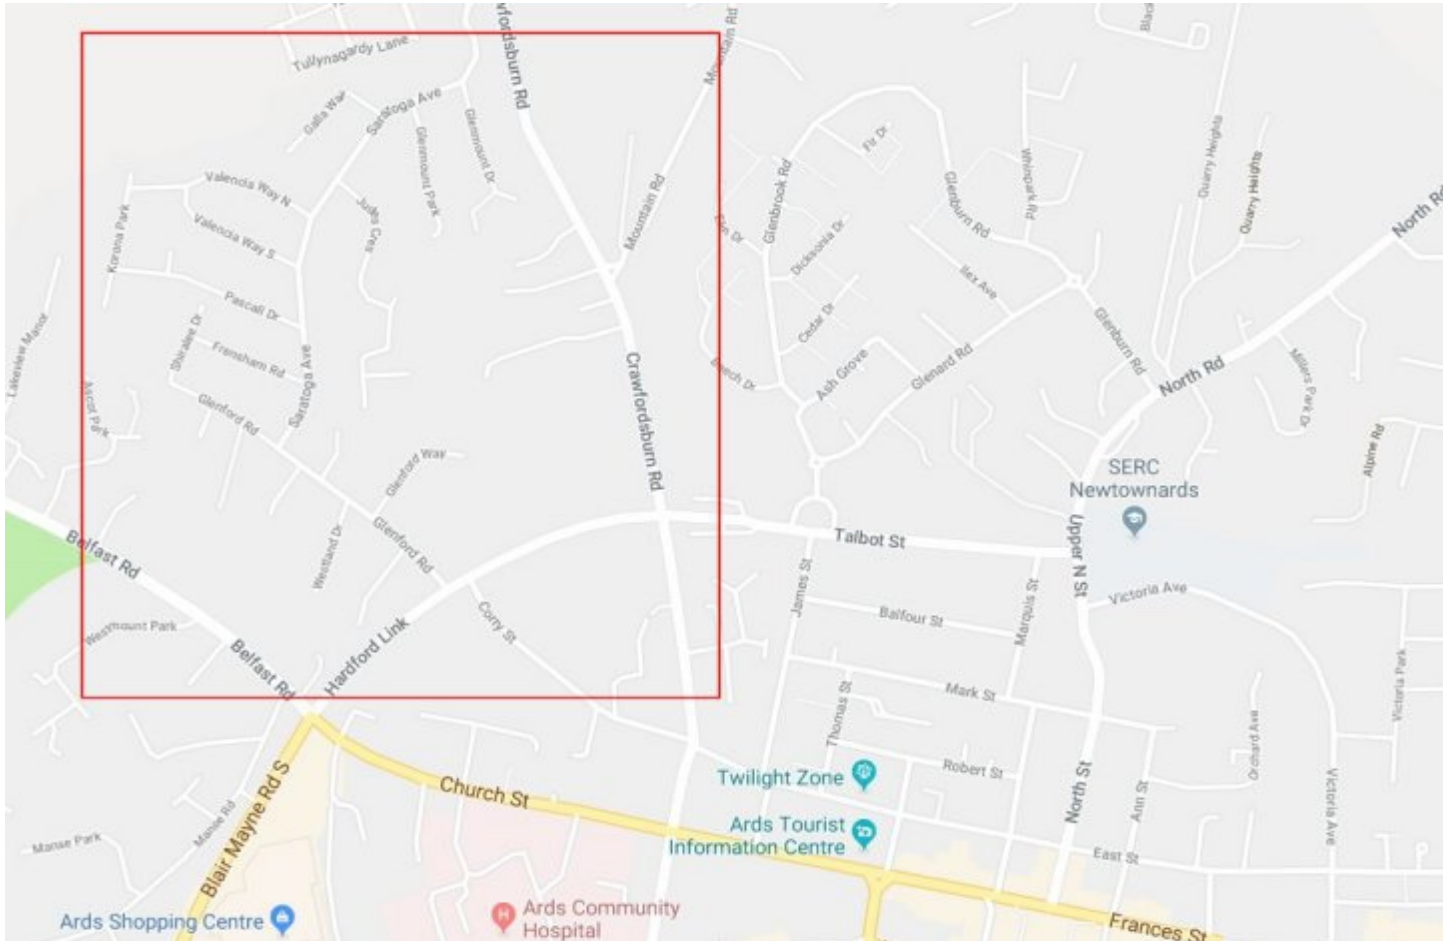 Crawfordsburn Rd
Mountain Rd
Tullynagardy Lane
Galla Way
Saratoga Ave
Glenmount Park
Glenmount Dr
Quarry Heights
Quarry Heights
Fir Dr
Whinpark Rd
North Rd
Valencia Way N
Valencia Way S
Judes Cres
Mountain Rd
Korona Park
Elm Dr
Glenbrook Rd
Dicksonia Dr
Glenburn Rd
Ilex Ave
Pascali Dr
Shiralee Dr
Frensham Rd
Saratoga Ave
Lakeview Manor
Cedar Dr
Beech Dr
Ash Grove
Glenard Rd
Glenburn Rd
North Rd
Millers Park Dr
Ascot Park
Glenford Rd
Crawfordsburn Rd
Alpine Rd
Glenford Way
SERC
Newtownards
Glenford Rd
Westland Dr
Belfast Rd
Talbot St
Upper N St
James St
Marquis St
Victoria Ave
Balfour St
Corry St
Westmount Park
Belfast Rd
Hardford Link
Mark St
Thomas St
Victoria Park
Orchard Ave
Robert St
Twilight Zone
Ards Tourist
Information Centre
North St
Ann St
Victoria Ave
East St
Church St
Blair Mayne Rd S
Manse Rd
Manse Park
Ards Shopping Centre
Ards Community
Hospital
Frances St